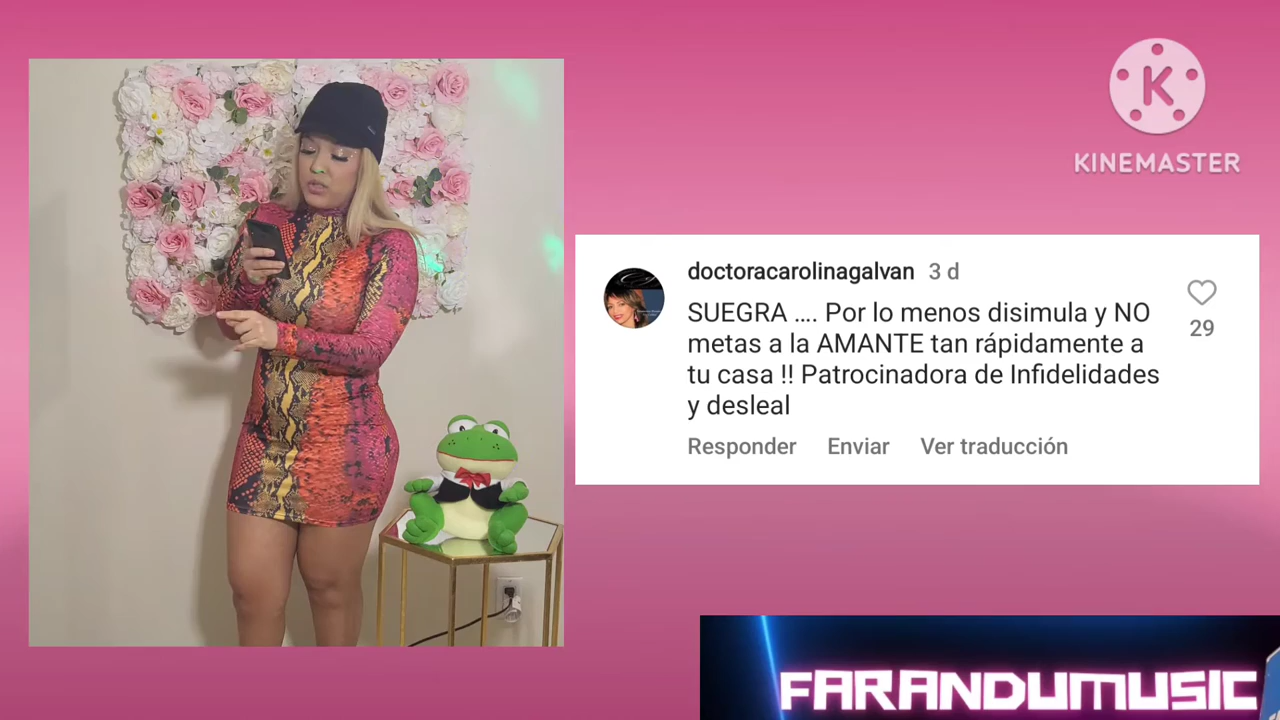 KINEMASTER
doctoracarolinagalvan 3 d
SUEGRA .... Por lo menos disimula y NO
metas a la AMANTE tan rápidamente a
tu casa !! Patrocinadora de Infidelidades
y desleal
29
Responder Enviar Ver traducción
FARANDUMUSIC